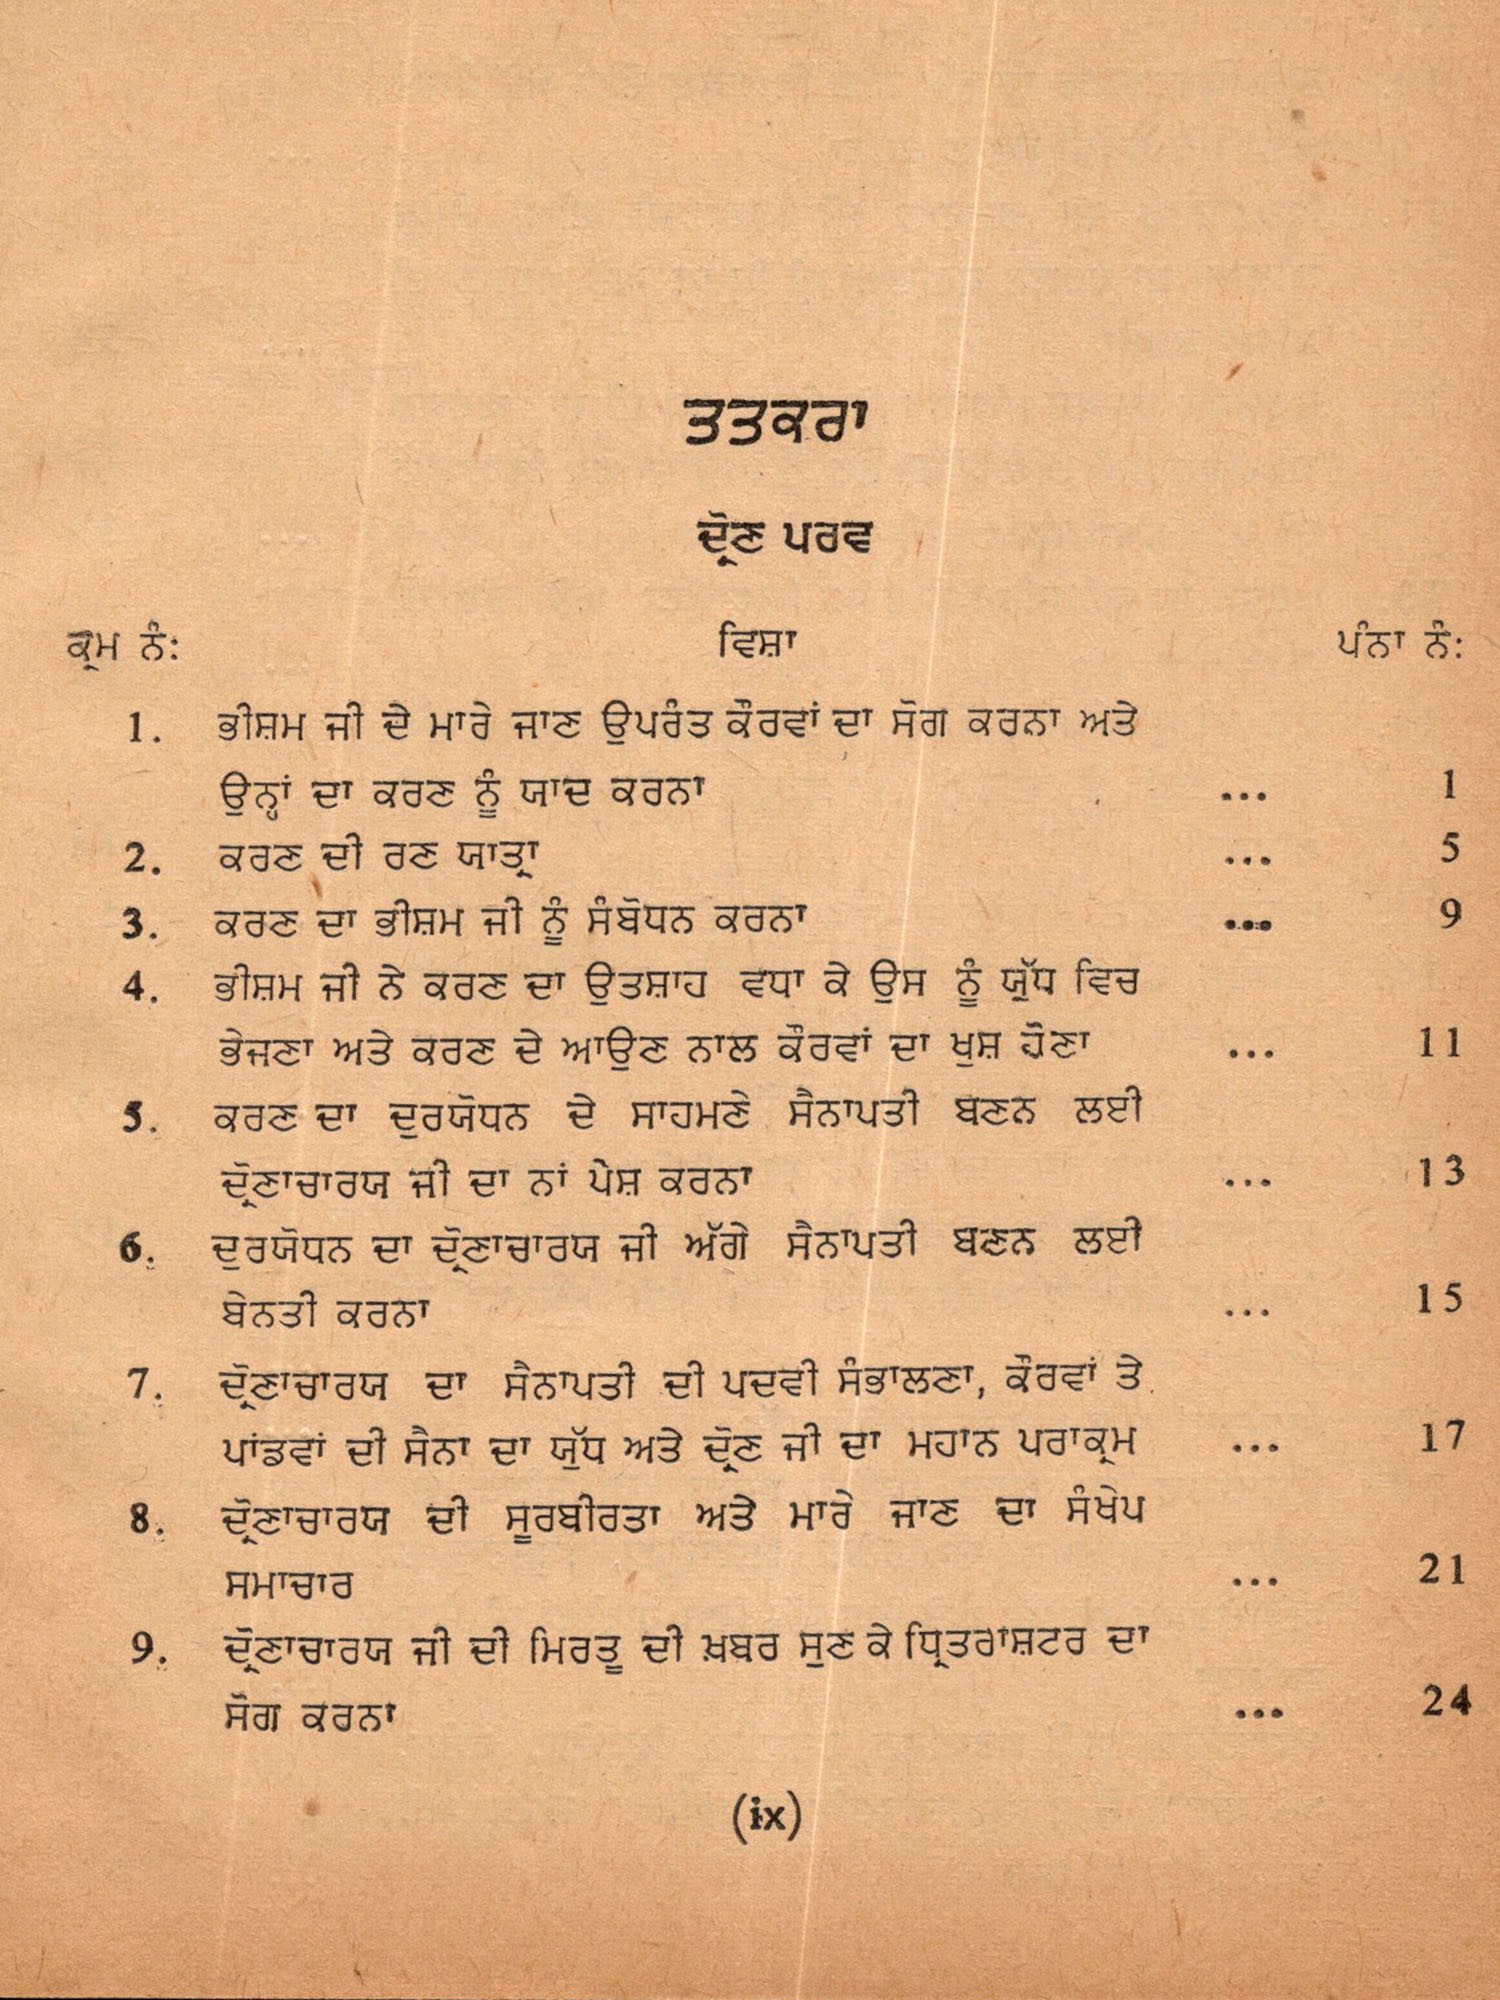 ਤਤਕਰਾ
ਦ੍ਰੋਣ ਪਰਵ
ਕ੍ਰਮ ਨੰ: ਵਿਸ਼ਾ ਪੰਨਾ ਨੰ:
1. ਭੀਸ਼ਮ ਜੀ ਦੇ ਮਾਰੇ ਜਾਣ ਉਪਰੰਤ ਕੌਰਵਾਂ ਦਾ ਸੋਗ ਕਰਨਾ ਅਤੇ
ਉਨ੍ਹਾਂ ਦਾ ਕਰਣ ਨੂੰ ਯਾਦ ਕਰਨਾ ... 1
2. ਕਰਣ ਦੀ ਰਣ ਯਾਤ੍ਰਾ ... 5
3. ਕਰਣ ਦਾ ਭੀਸ਼ਮ ਜੀ ਨੂੰ ਸੰਬੋਧਨ ਕਰਨਾ ... 9
4. ਭੀਸ਼ਮ ਜੀ ਨੇ ਕਰਣ ਦਾ ਉਤਸ਼ਾਹ ਵਧਾ ਕੇ ਉਸ ਨੂੰ ਯੁੱਧ ਵਿਚ
ਭੇਜਣਾ ਅਤੇ ਕਰਣ ਦੇ ਆਉਣ ਨਾਲ ਕੌਰਵਾਂ ਦਾ ਖੁਸ਼ ਹੋਣਾ ... 11
5. ਕਰਣ ਦਾ ਦੁਰਯੋਧਨ ਦੇ ਸਾਹਮਣੇ ਸੈਨਾਪਤੀ ਬਣਨ ਲਈ
ਦ੍ਰੋਣਾਚਾਰਯ ਜੀ ਦਾ ਨਾਂ ਪੇਸ਼ ਕਰਨਾ ... 13
6. ਦੁਰਯੋਧਨ ਦਾ ਦ੍ਰੋਣਾਚਾਰਯ ਜੀ ਅੱਗੇ ਸੈਨਾਪਤੀ ਬਣਨ ਲਈ
ਬੇਨਤੀ ਕਰਨਾ ... 15
7. ਦ੍ਰੋਣਾਚਾਰਯ ਦਾ ਸੈਨਾਪਤੀ ਦੀ ਪਦਵੀ ਸੰਭਾਲਣਾ, ਕੌਰਵਾਂ ਤੇ
ਪਾਂਡਵਾਂ ਦੀ ਸੈਨਾ ਦਾ ਯੁੱਧ ਅਤੇ ਦ੍ਰੋਣ ਜੀ ਦਾ ਮਹਾਨ ਪਰਾਕ੍ਰਮ ... 17
8. ਦ੍ਰੋਣਾਚਾਰਯ ਦੀ ਸੂਰਬੀਰਤਾ ਅਤੇ ਮਾਰੇ ਜਾਣ ਦਾ ਸੰਖੇਪ
ਸਮਾਚਾਰ ... 21
9. ਦ੍ਰੋਣਾਚਾਰਯ ਜੀ ਦੀ ਮਿਰਤੂ ਦੀ ਖ਼ਬਰ ਸੁਣ ਕੇ ਧ੍ਰਿਤਰਾਸ਼ਟਰ ਦਾ
ਸੋਗ ਕਰਨਾ ... 24
(ix)